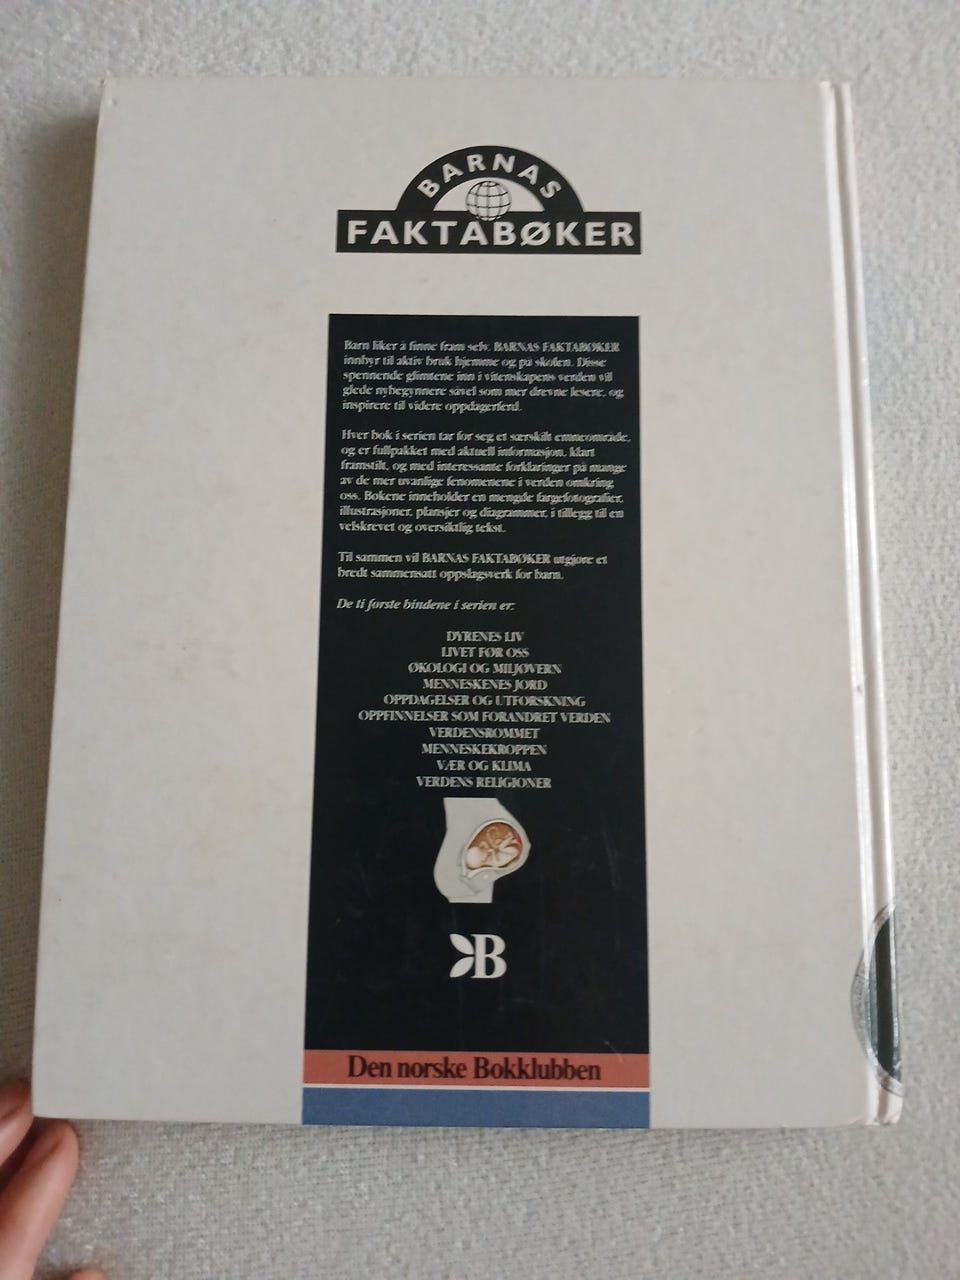 BARNAS
FAKTABØKER
Barn liker å finne fram selv. BARNAS FAKTABØKER
innbyr til aktiv bruk hjemme og på skolen. Disse
spennende glimtene inn i vitenskapens verden vil
glede nybegynnere såvel som mer drevne lesere, og
inspirere til videre oppdagerferd.
Hver bok i serien tar for seg et særskilt emneområde,
og er fullpakket med aktuell informasjon, klart
framstilt, og med interessante forklaringer på mange
av de mer uvanlige fenomenene i verden omkring
oss. Bokene inneholder en mengde fargefotografier,
illustrasjoner, plansjer og diagrammer, i tillegg til en
velskrevet og oversiktlig tekst.
Til sammen vil BARNAS FAKTABØKER utgjøre et
bredt sammensatt oppslagsverk for barn.
De ti første bindene i serien er:
DYRENES LIV
LIVET FØR OSS
ØKOLOGI OG MILJØVERN
MENNESKENES JORD
OPPDAGELSER OG UTFORSKNING
OPPFINNELSER SOM FORANDRET VERDEN
VERDENSROMMET
MENNESKEKROPPEN
VÆR OG KLIMA
VERDENS RELIGIONER
B
Den norske Bokklubben